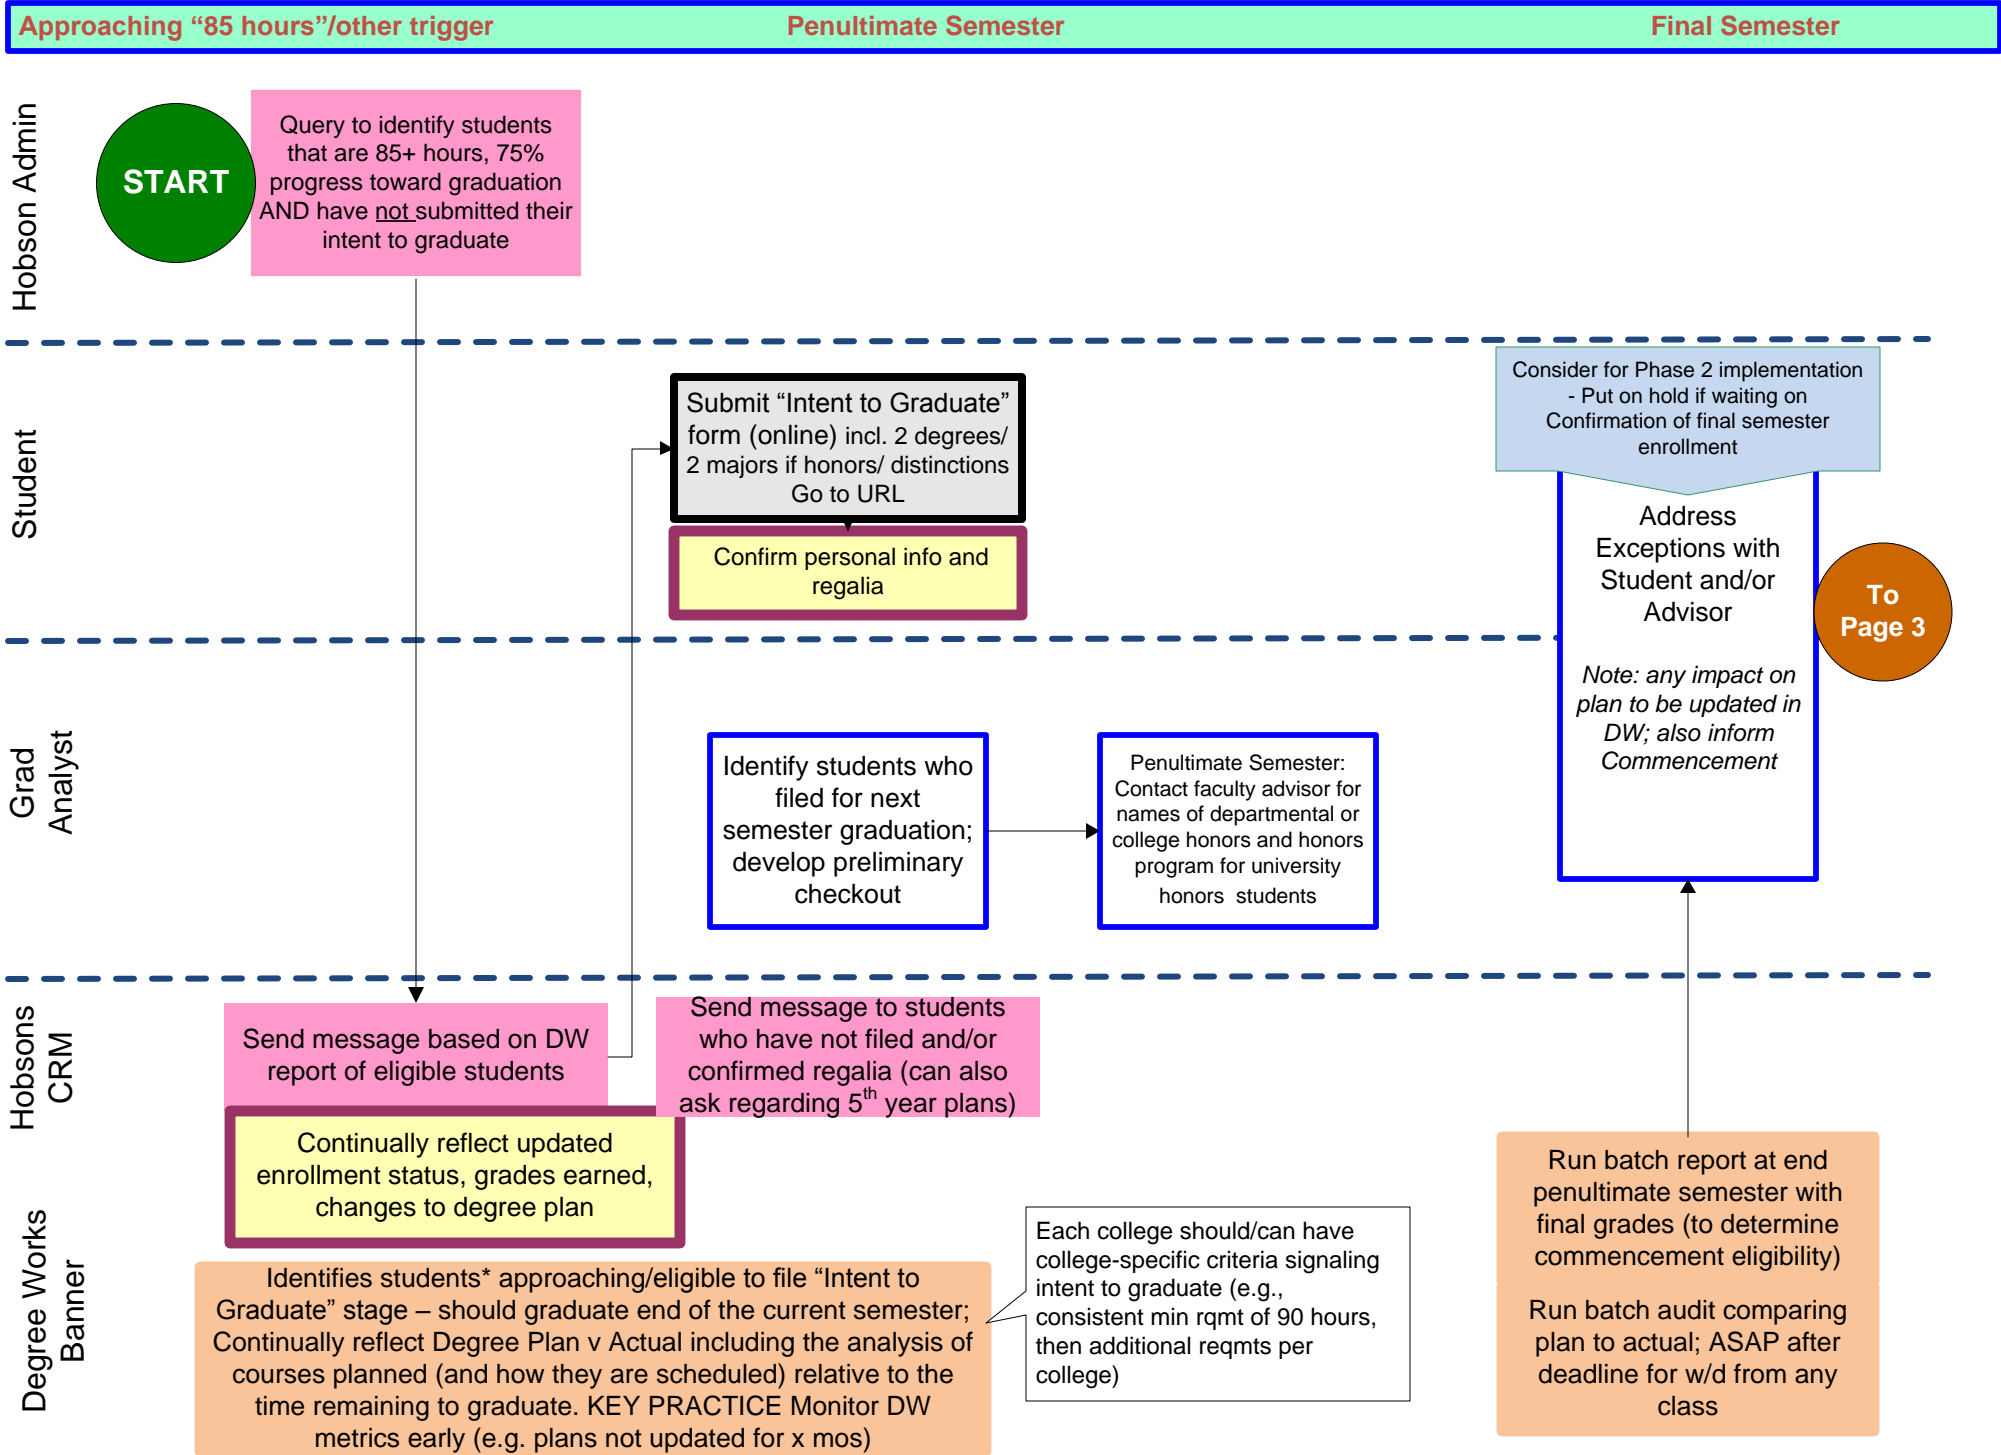 Approaching “85 hours”/other trigger
Penultimate Semester
Final Semester
Hobson Admin
START
Query to identify students
that are 85+ hours, 75%
progress toward graduation
AND have not submitted their
intent to graduate
Student
Submit “Intent to Graduate”
form (online) incl. 2 degrees/
2 majors if honors/ distinctions
Go to URL
Confirm personal info and
regalia
Consider for Phase 2 implementation
- Put on hold if waiting on
Confirmation of final semester
enrollment
Address
Exceptions with
Student and/or
Advisor
Note: any impact on
plan to be updated in
DW; also inform
Commencement
To
Page 3
Grad
Analyst
Identify students who
filed for next
semester graduation;
develop preliminary
checkout
Penultimate Semester:
Contact faculty advisor for
names of departmental or
college honors and honors
program for university
honors students
Hobsons
CRM
Send message based on DW
report of eligible students
Send message to students
who have not filed and/or
confirmed regalia (can also
ask regarding 5th year plans)
Continually reflect updated
enrollment status, grades earned,
changes to degree plan
Degree Works
Banner
Identifies students* approaching/eligible to file “Intent to
Graduate” stage – should graduate end of the current semester;
Continually reflect Degree Plan v Actual including the analysis of
courses planned (and how they are scheduled) relative to the
time remaining to graduate. KEY PRACTICE Monitor DW
metrics early (e.g. plans not updated for x mos)
Each college should/can have
college-specific criteria signaling
intent to graduate (e.g.,
consistent min rqmt of 90 hours,
then additional reqmts per
college)
Run batch report at end
penultimate semester with
final grades (to determine
commencement eligibility)
Run batch audit comparing
plan to actual; ASAP after
deadline for w/d from any
class